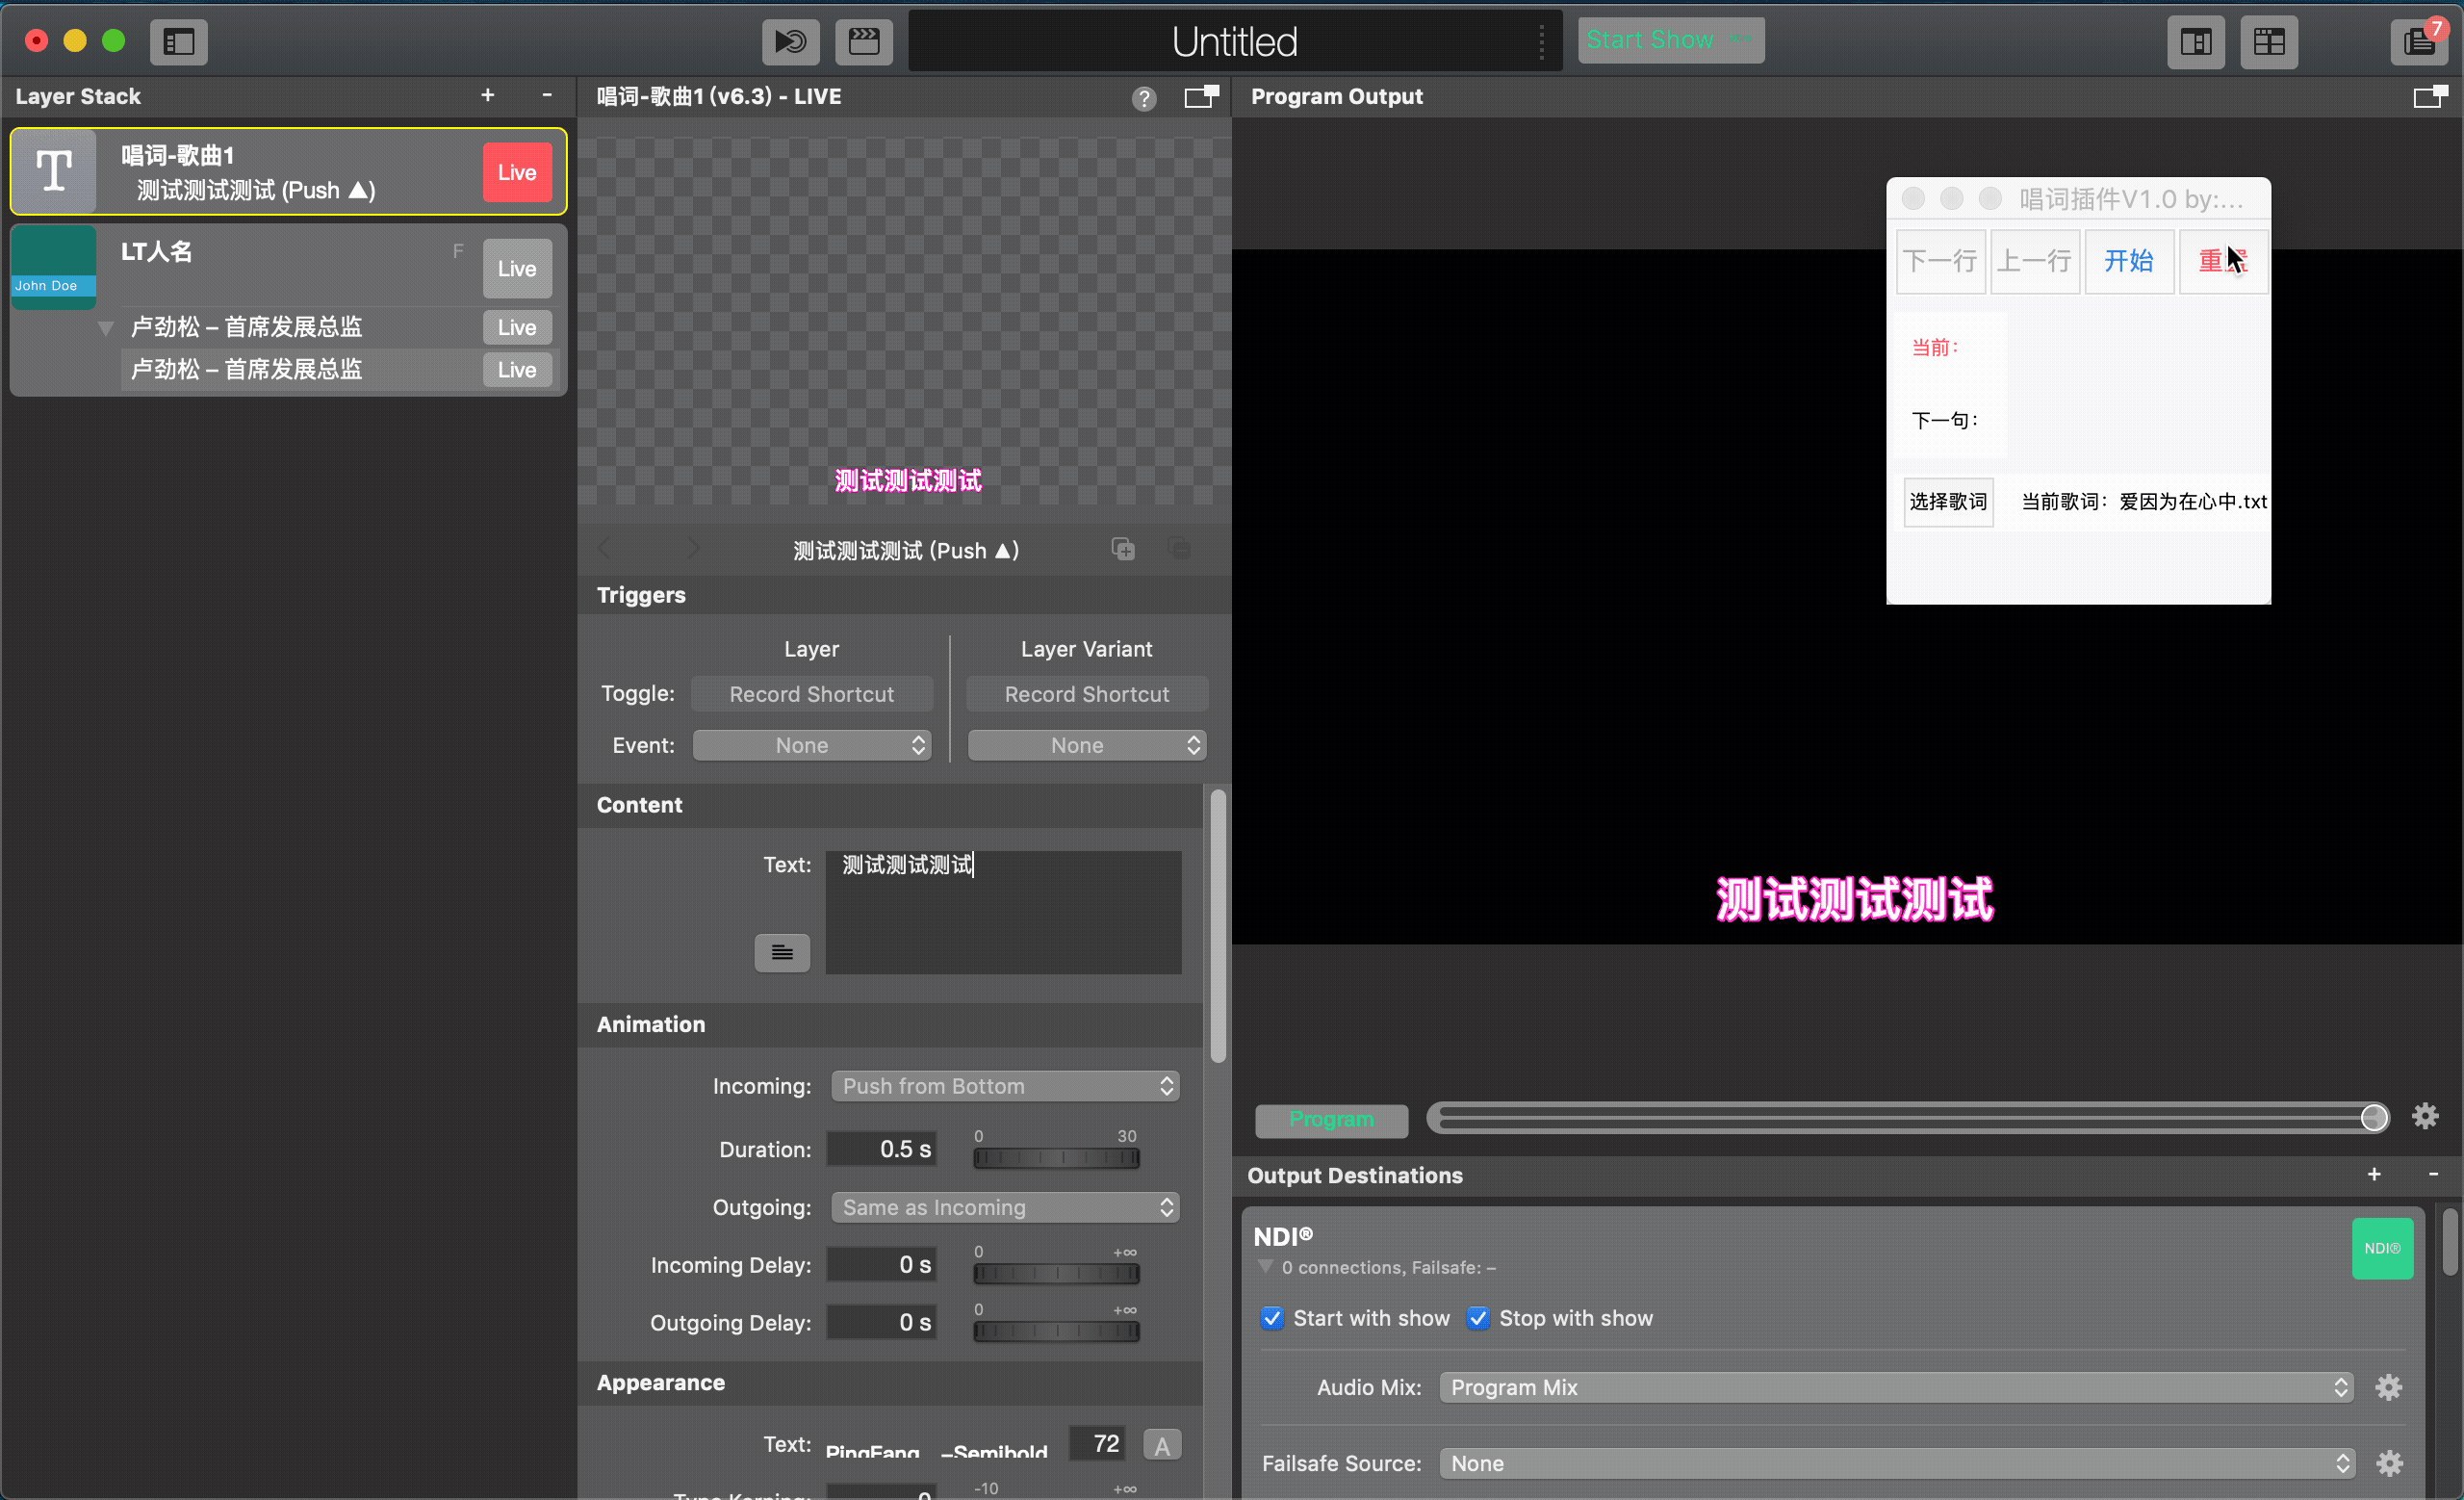 Untitled
Start Show
7
Layer Stack
+ -
唱词-歌曲1
测试测试测试 (Push ▲)
Live
LT人名
F
Live
John Doe
卢劲松 – 首席发展总监
Live
卢劲松 – 首席发展总监
Live
唱词-歌曲1 (v6.3) - LIVE
?
测试测试测试
测试测试测试 (Push ▲)
Triggers
Layer
Layer Variant
Toggle:
Record Shortcut
Record Shortcut
Event:
None
None
Content
Text:
测试测试测试
Animation
Incoming:
Push from Bottom
Duration:
0.5 s
0 30
Outgoing:
Same as Incoming
Incoming Delay:
0 s
0 +∞
Outgoing Delay:
0 s
0 +∞
Appearance
Text:
PingFang –Semibold
72
A
Type Kerning:
0
-10 +∞
Program Output
唱词插件V1.0 by:...
下一行
上一行
开始
当前：
下一句：
选择歌词
当前歌词：爱因为在心中.txt
测试测试测试
Program
Output Destinations
+ -
NDI®
NDI®
0 connections, Failsafe: –
Start with show
Stop with show
Audio Mix:
Program Mix
Failsafe Source:
None